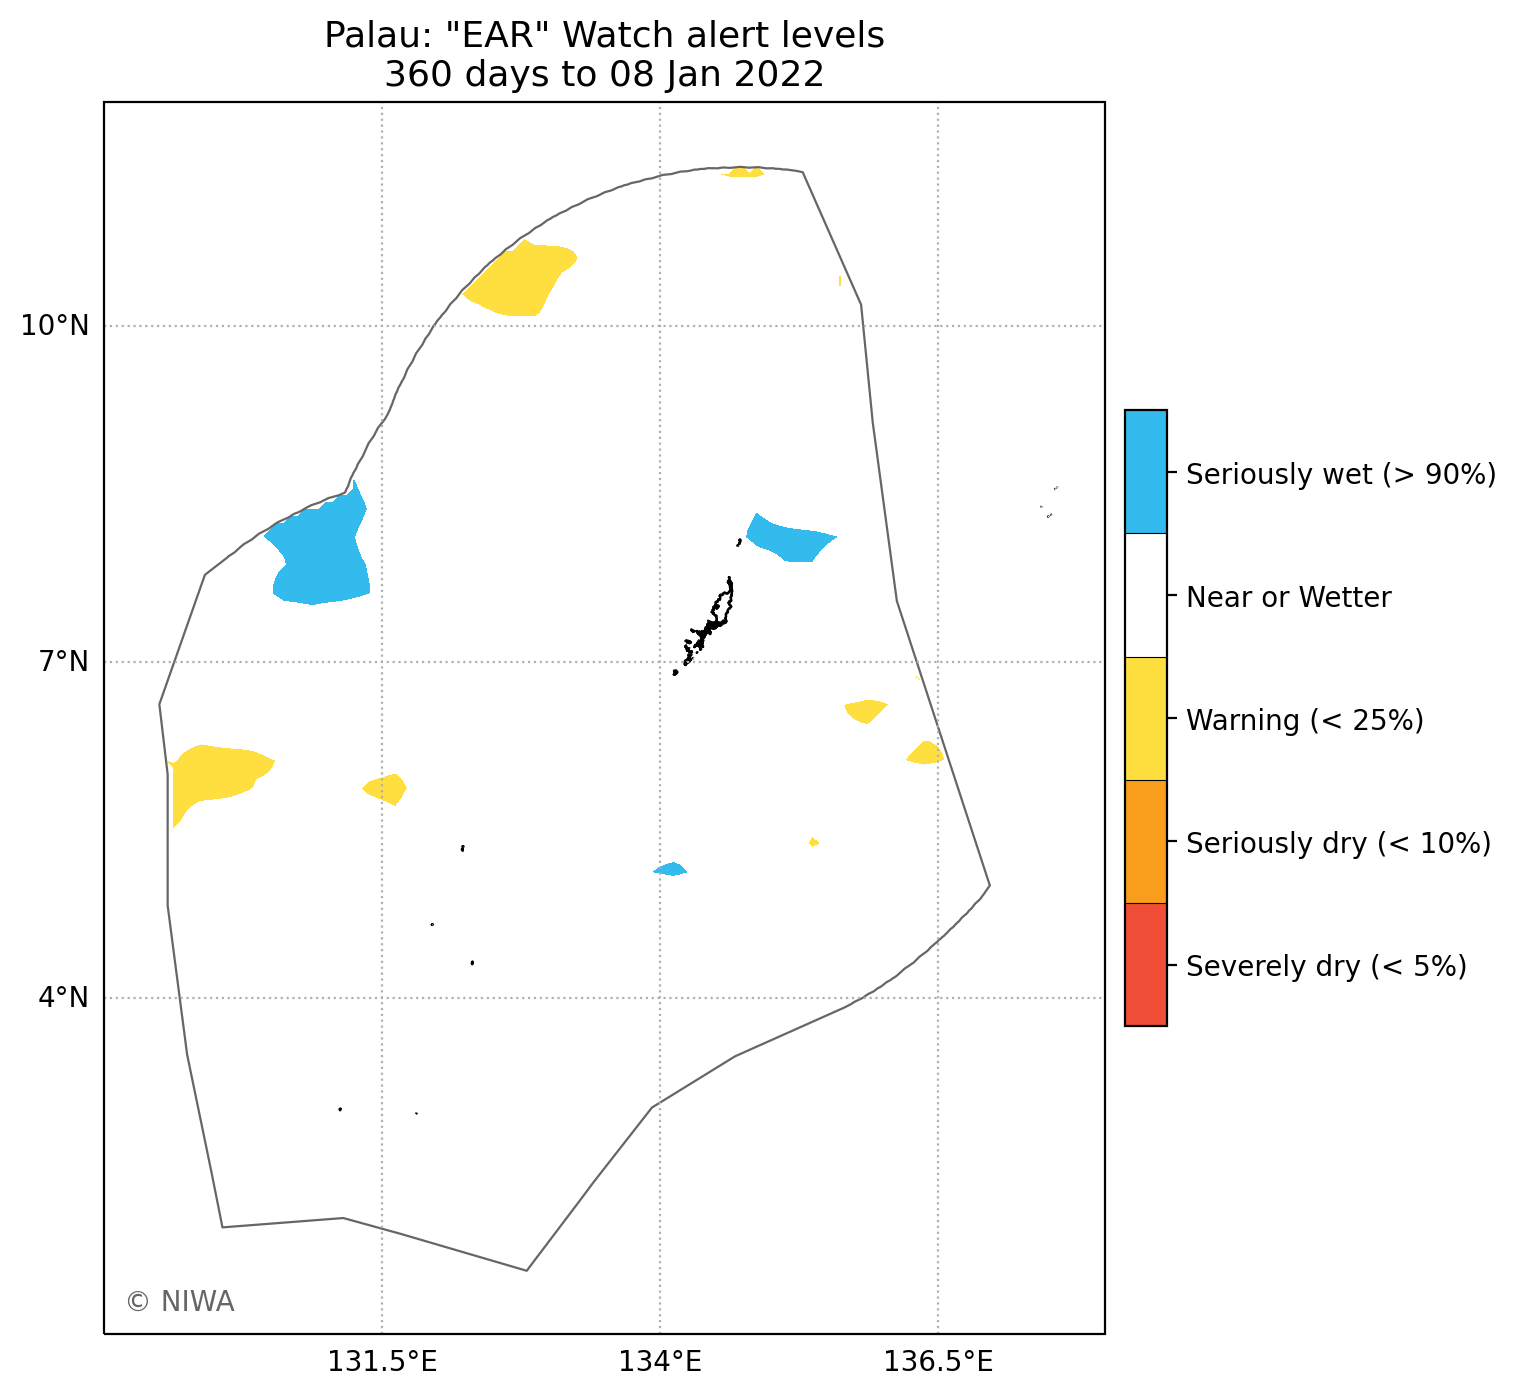 Palau: "EAR" Watch alert levels
360 days to 08 Jan 2022
10°N
7°N
4°N
131.5°E
134°E
136.5°E
© NIWA
Seriously wet (> 90%)
Near or Wetter
Warning (< 25%)
Seriously dry (< 10%)
Severely dry (< 5%)